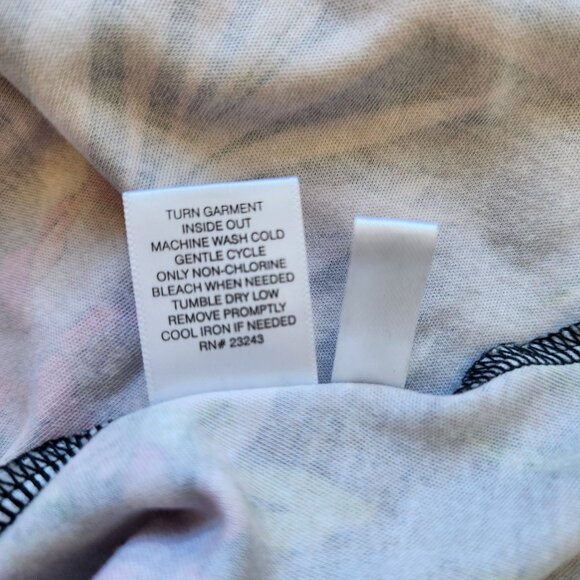 TURN GARMENT
INSIDE OUT
MACHINE WASH COLD
GENTLE CYCLE
ONLY NON-CHLORINE
BLEACH WHEN NEEDED
TUMBLE DRY LOW
REMOVE PROMPTLY
COOL IRON IF NEEDED
RN# 23243